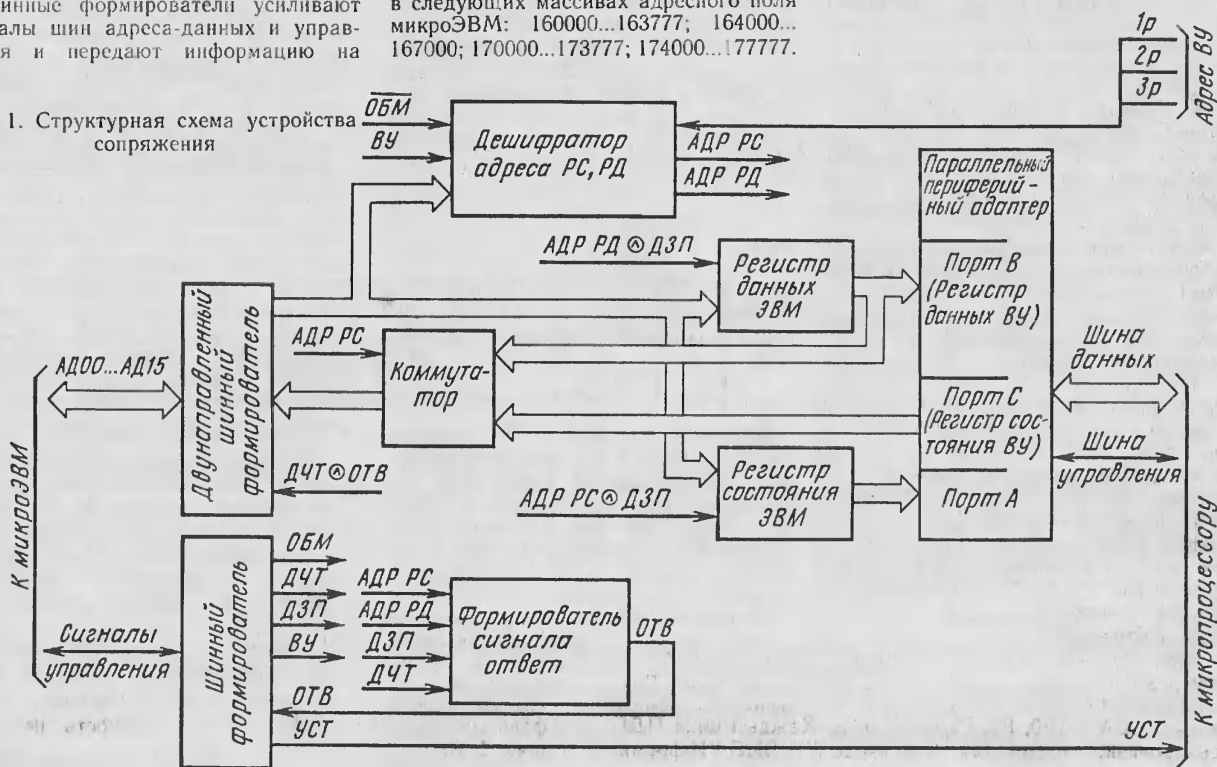 инные формирователи усиливают
алы шин адреса-данных и управ-
я и передают информацию на
в следующих массивах адресного поля
микроЭВМ: 160000...163777; 164000...
167000; 170000...173777; 174000...177777.
1. Структурная схема устройства
сопряжения
ОБМ
ВУ
Дешифратор
адреса РС, РД
АДР РС
АДР РД
1р
2р
3р
Адрес ВУ
АДР РД ⊗ ДЗП
Регистр
данных
ЭВМ
Параллельный
периферий-
ный адаптер
Порт В
(Регистр
данных ВУ)
Порт С
(Регистр сос-
тояния ВУ)
Порт А
АД00...АД15
Двунаправленный
шинный
формирователь
АДР РС
Коммута-
тор
ДЧТ⊗ОТВ
АДР РС⊗ДЗП
Регистр
состояния
ЭВМ
Шина
данных
Шина
управления
К микроЭВМ
Сигналы
управления
Шинный
формирователь
ОБМ
ДЧТ
ДЗП
ВУ
ОТВ
УСТ
АДР РС
АДР РД
ДЗП
ДЧТ
Формирователь
сигнала
ответ
ОТВ
УСТ
К микропроцессору